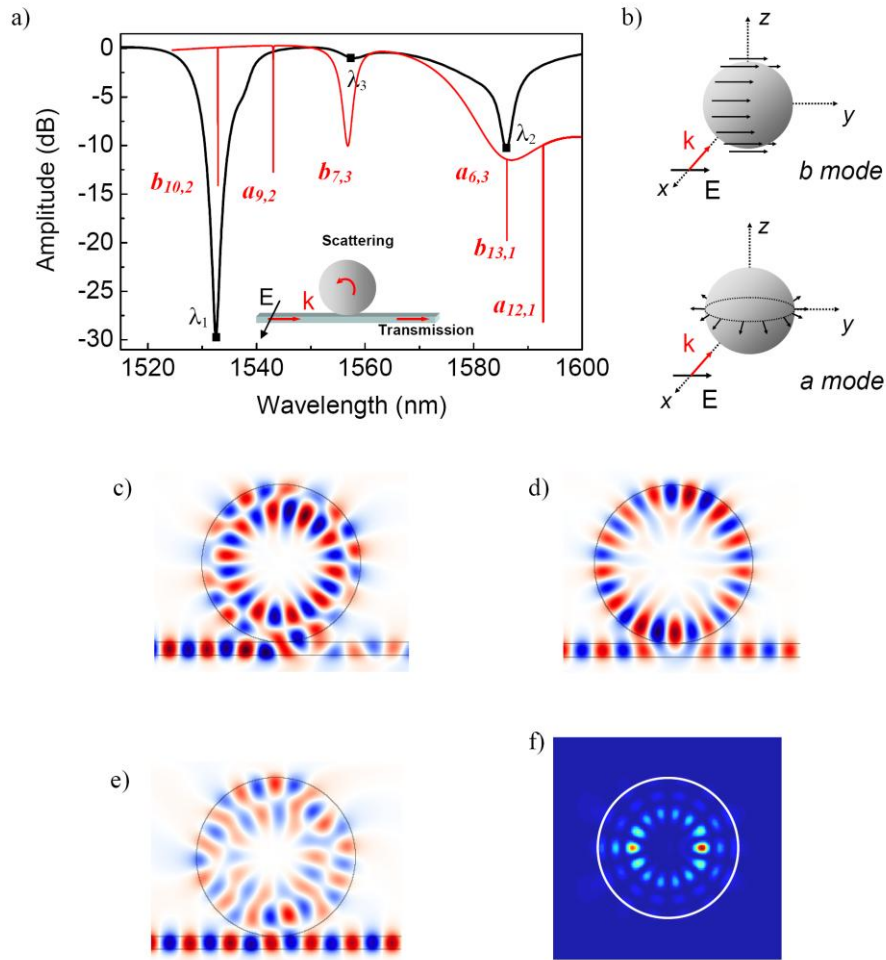 a)
b)
0
-5
-10
-15
-20
-25
-30
Amplitude (dB)
λ3
λ2
b10,2
a9,2
b7,3
a6,3
b13,1
a12,1
Scattering
E
k
Transmission
λ1
1520
1540
1560
1580
1600
Wavelength (nm)
z
y
k
x
E
b mode
z
y
k
x
E
a mode
c)
d)
e)
f)